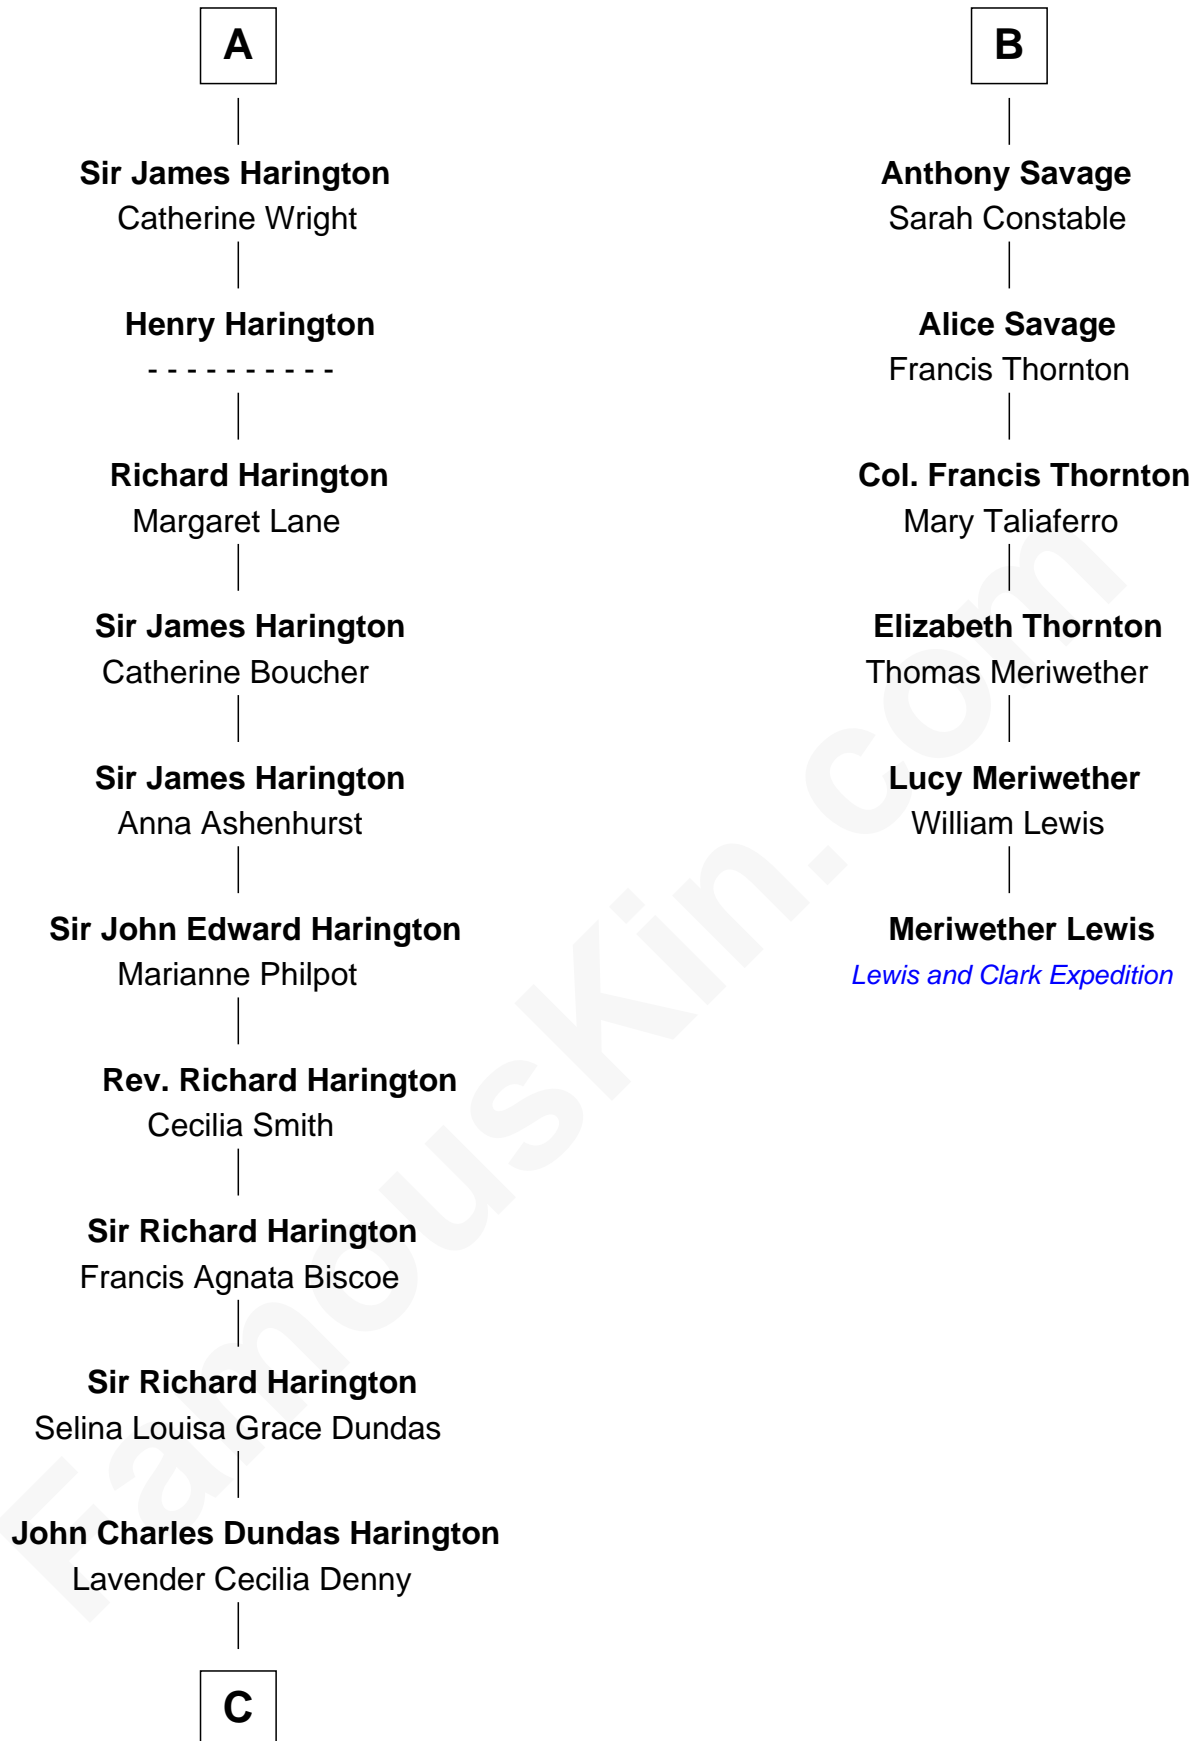 A
Sir James Harington
Catherine Wright
Henry Harington
- - - - - - - - - -
Richard Harington
Margaret Lane
Sir James Harington
Catherine Boucher
Sir James Harington
Anna Ashenhurst
Sir John Edward Harington
Marianne Philpot
Rev. Richard Harington
Cecilia Smith
Sir Richard Harington
Francis Agnata Biscoe
Sir Richard Harington
Selina Louisa Grace Dundas
John Charles Dundas Harington
Lavender Cecilia Denny
C
B
Anthony Savage
Sarah Constable
Alice Savage
Francis Thornton
Col. Francis Thornton
Mary Taliaferro
Elizabeth Thornton
Thomas Meriwether
Lucy Meriwether
William Lewis
Meriwether Lewis
Lewis and Clark Expedition
FamousKin.com